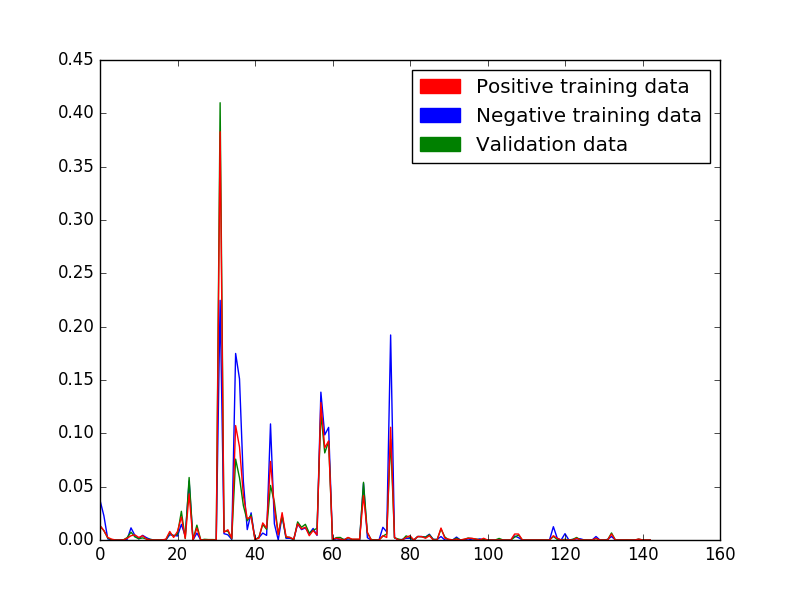 0.45
0.40
0.35
0.30
0.25
0.20
0.15
0.10
0.05
0.00
Positive training data
Negative training data
Validation data
0 20 40 60 80 100 120 140 160